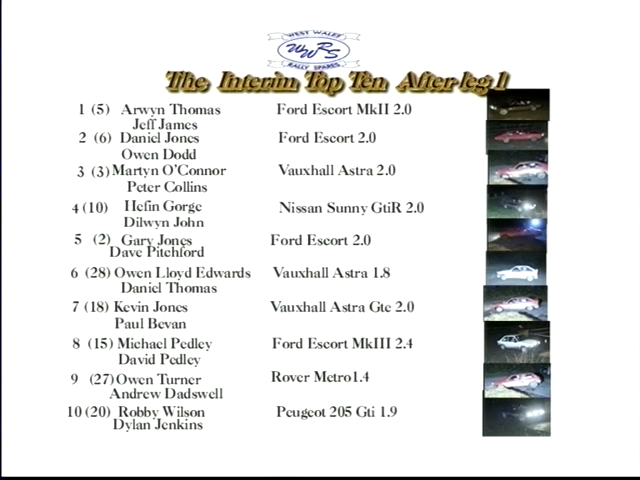 WEST WALES
WWRS
RALLY SPARES
The Interim Top Ten After leg 1
1 (5) Arwyn Thomas Ford Escort MkII 2.0
Jeff James
2 (6) Daniel Jones Ford Escort 2.0
Owen Dodd
3 (3) Martyn O'Connor Vauxhall Astra 2.0
Peter Collins
4 (10) Hefin Gorge Nissan Sunny GtiR 2.0
Dilwyn John
5 (2) Gary Jones Ford Escort 2.0
Dave Pitchford
6 (28) Owen Lloyd Edwards Vauxhall Astra 1.8
Daniel Thomas
7 (18) Kevin Jones Vauxhall Astra Gte 2.0
Paul Bevan
8 (15) Michael Pedley Ford Escort MkIII 2.4
David Pedley
9 (27) Owen Turner Rover Metro1.4
Andrew Dadswell
10 (20) Robby Wilson Peugeot 205 Gti 1.9
Dylan Jenkins